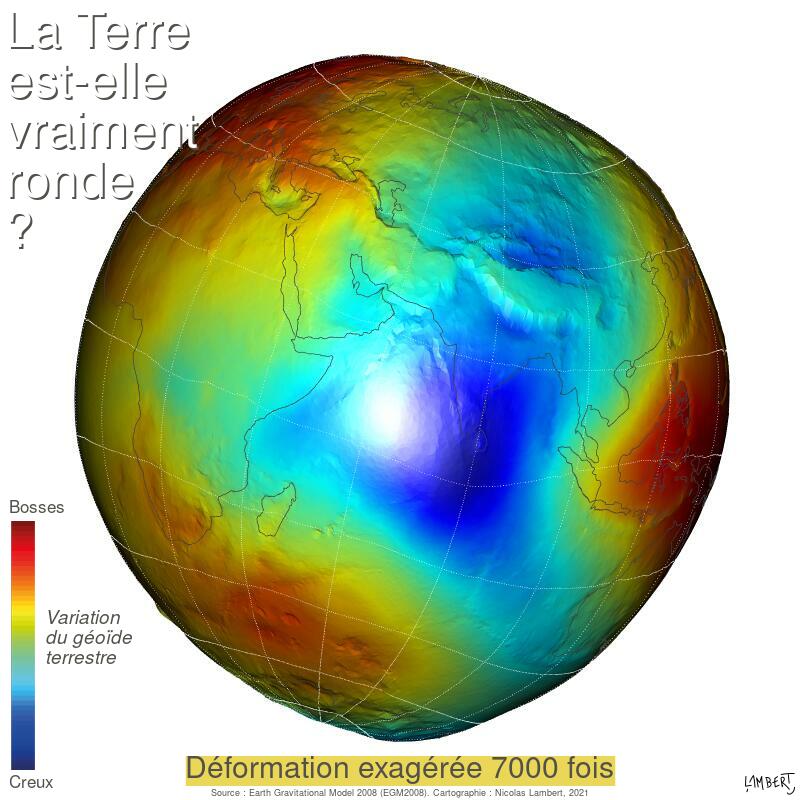 La Terre
est-elle
vraiment
ronde
?
Bosses
Variation
du géoïde
terrestre
Creux
Déformation exagérée 7000 fois
Source : Earth Gravitational Model 2008 (EGM2008). Cartographie : Nicolas Lambert, 2021
LAMBERT